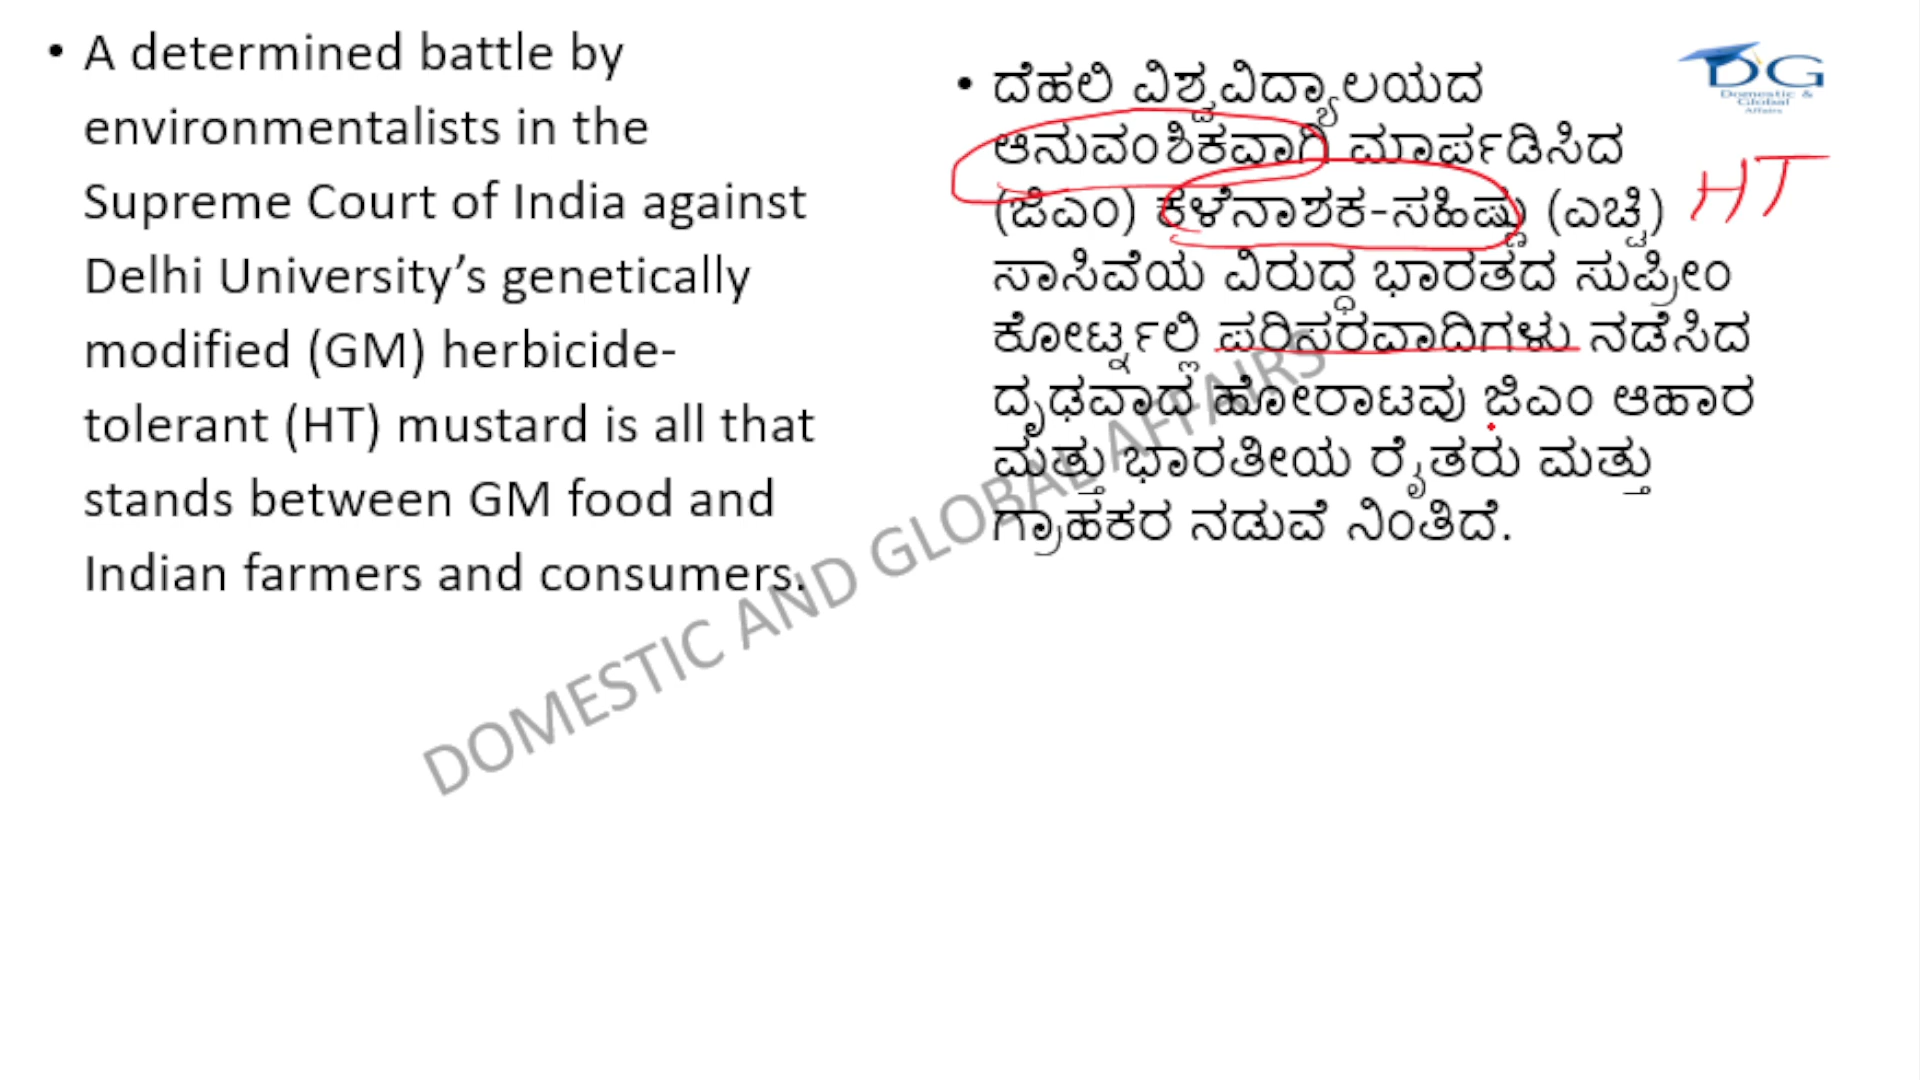 • A determined battle by
environmentalists in the
Supreme Court of India against
Delhi University’s genetically
modified (GM) herbicide-
tolerant (HT) mustard is all that
stands between GM food and
Indian farmers and consumers.
• ದೆಹಲಿ ವಿಶ್ವವಿದ್ಯಾಲಯದ
ಆನುವಂಶಿಕವಾಗಿ ಮಾರ್ಪಡಿಸಿದ
(ಜಿಎಂ) ಕಳೆನಾಶಕ-ಸಹಿಷ್ಣು (ಎಚ್ಟಿ)
ಸಾಸಿವೆಯ ವಿರುದ್ಧ ಭಾರತದ ಸುಪ್ರೀಂ
ಕೋರ್ಟ್ನಲ್ಲಿ ಪರಿಸರವಾದಿಗಳು ನಡೆಸಿದ
ದೃಢವಾದ ಹೋರಾಟವು ಜಿಎಂ ಆಹಾರ
ಮತ್ತು ಭಾರತೀಯ ರೈತರು ಮತ್ತು
ಗ್ರಾಹಕರ ನಡುವೆ ನಿಂತಿದೆ.
HT
DG
Domestic &
Global
Affairs
DOMESTIC AND GLOBAL AFFAIRS